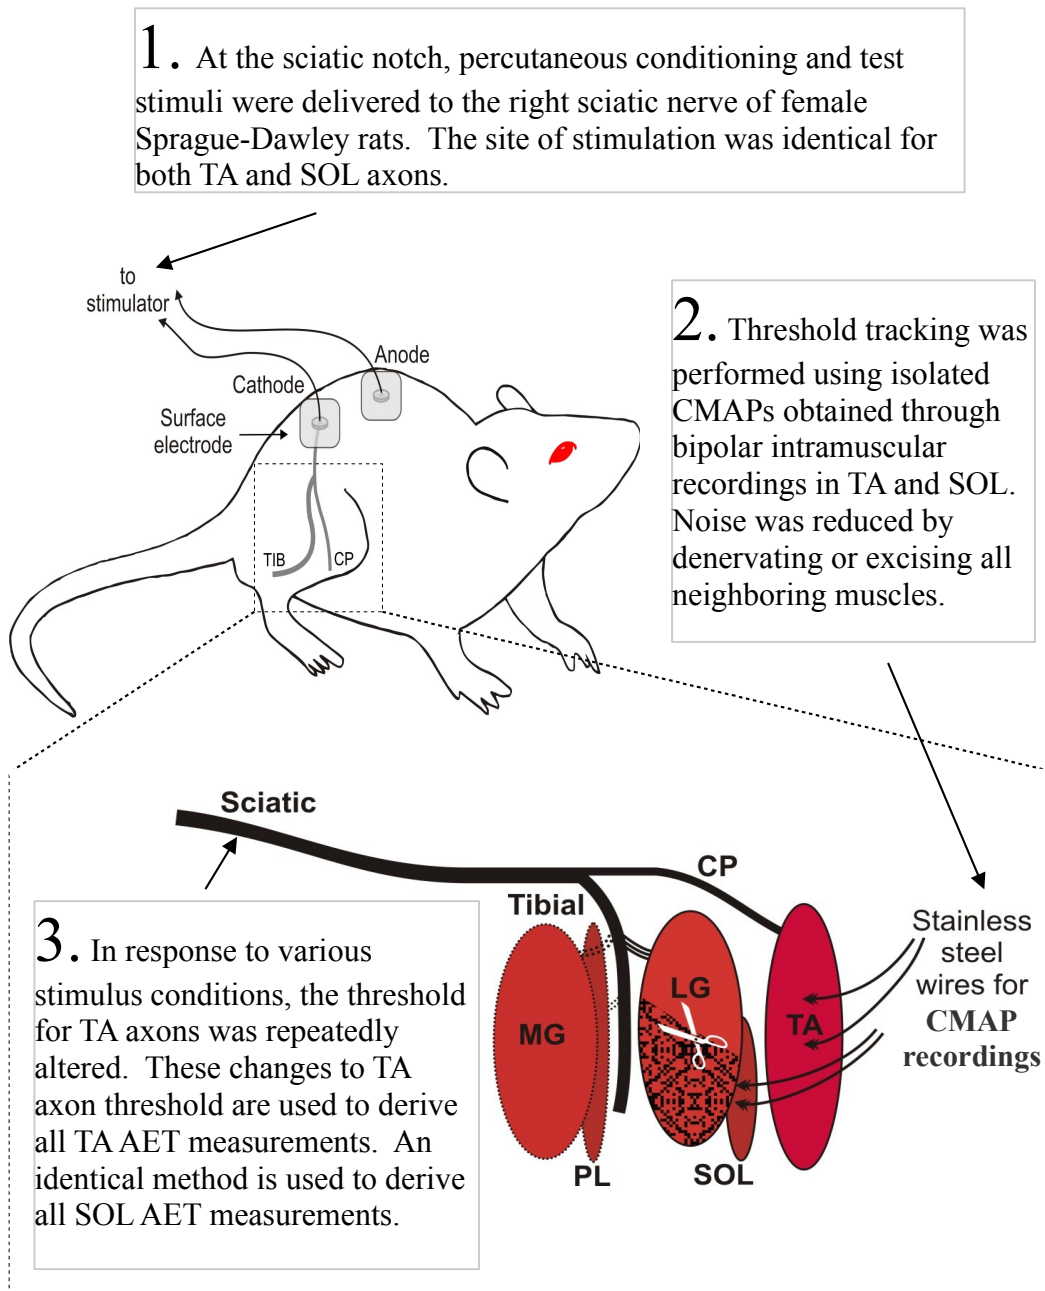 1. At the sciatic notch, percutaneous conditioning and test
stimuli were delivered to the right sciatic nerve of female
Sprague-Dawley rats.  The site of stimulation was identical for
both TA and SOL axons.
to
stimulator
Anode
Cathode
Surface
electrode
TIB
CP
2. Threshold tracking was
performed using isolated
CMAPs obtained through
bipolar intramuscular
recordings in TA and SOL.
Noise was reduced by
denervating or excising all
neighboring muscles.
Sciatic
CP
Tibial
MG
PL
LG
SOL
TA
Stainless
steel
wires for
CMAP
recordings
3. In response to various
stimulus conditions, the threshold
for TA axons was repeatedly
altered.  These changes to TA
axon threshold are used to derive
all TA AET measurements.  An
identical method is used to derive
all SOL AET measurements.